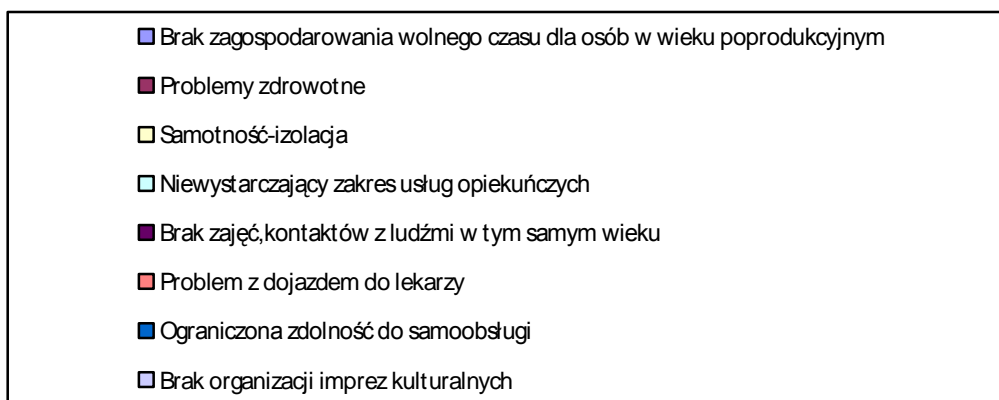 Brak zagospodarowania wolnego czasu dla osób w wieku poprodukcyjnym
Problemy zdrowotne
Samotność-izolacja
Niewystarczający zakres usług opiekuńczych
Brak zajęć,kontaktów z ludźmi w tym samym wieku
Problem z dojazdem do lekarzy
Ograniczona zdolność do samoobsługi
Brak organizacji imprez kulturalnych